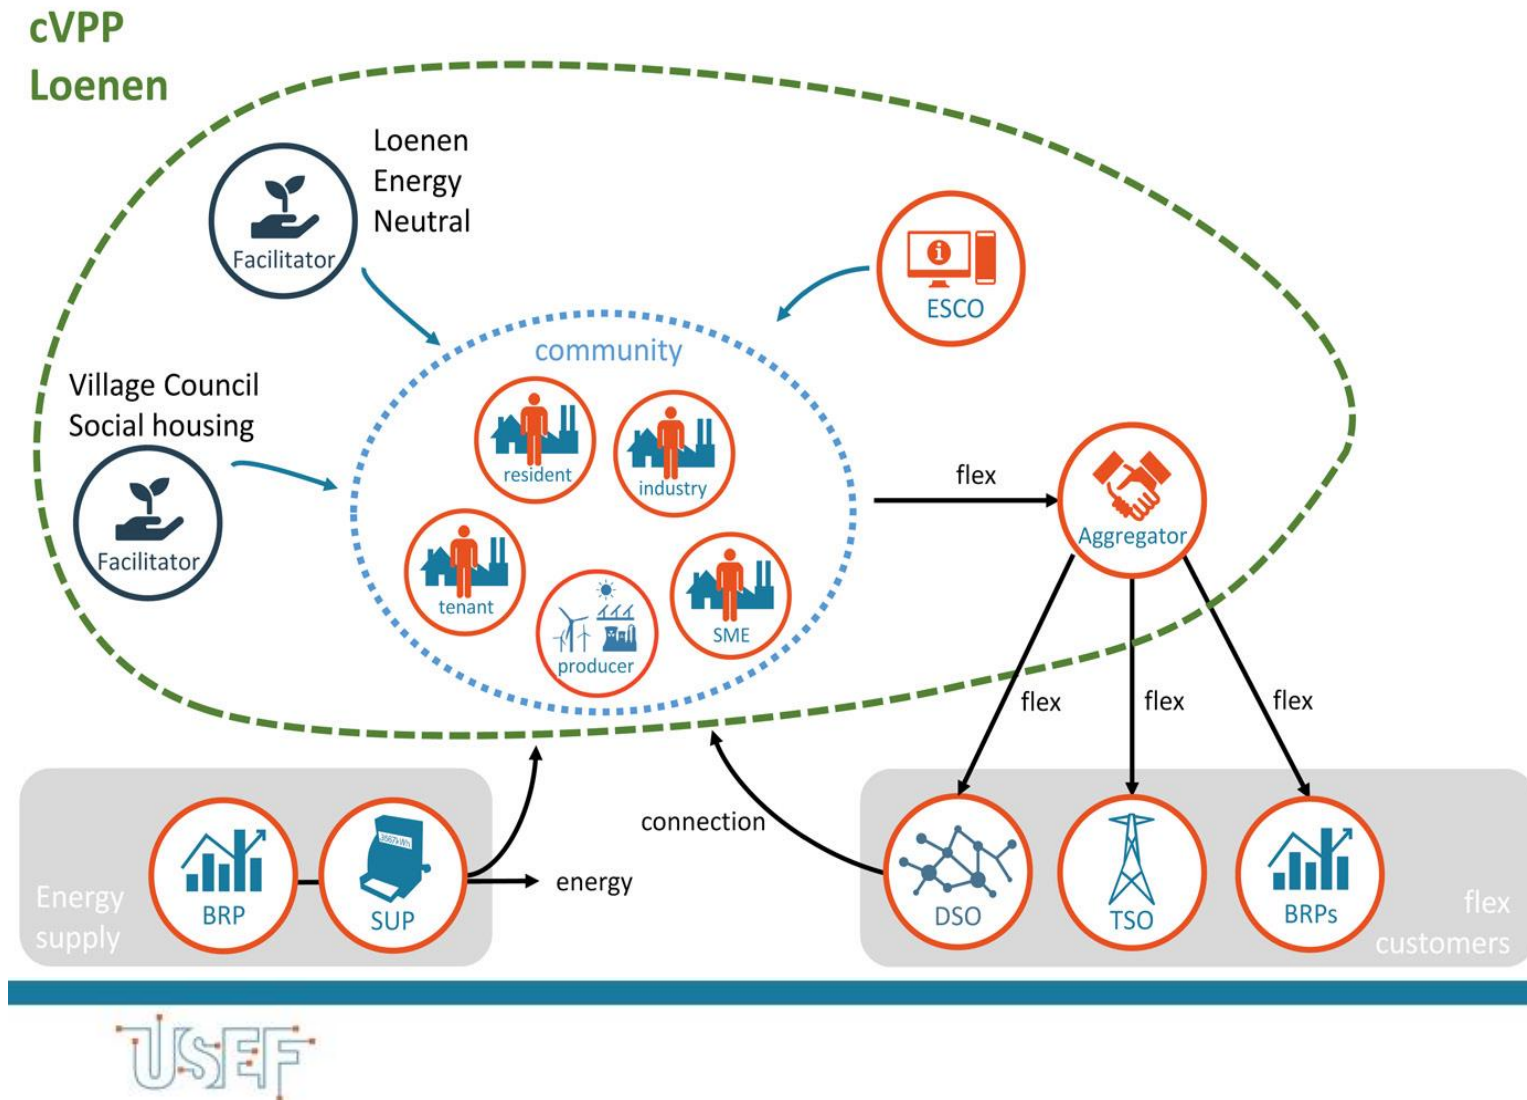 cVPP
Loenen
Loenen
Energy
Neutral
Facilitator
ESCO
community
Village Council
Social housing
Facilitator
resident
industry
tenant
producer
SME
flex
Aggregator
flex
flex
flex
connection
energy
Energy
supply
BRP
SUP
DSO
TSO
BRPs
flex
customers
USEF